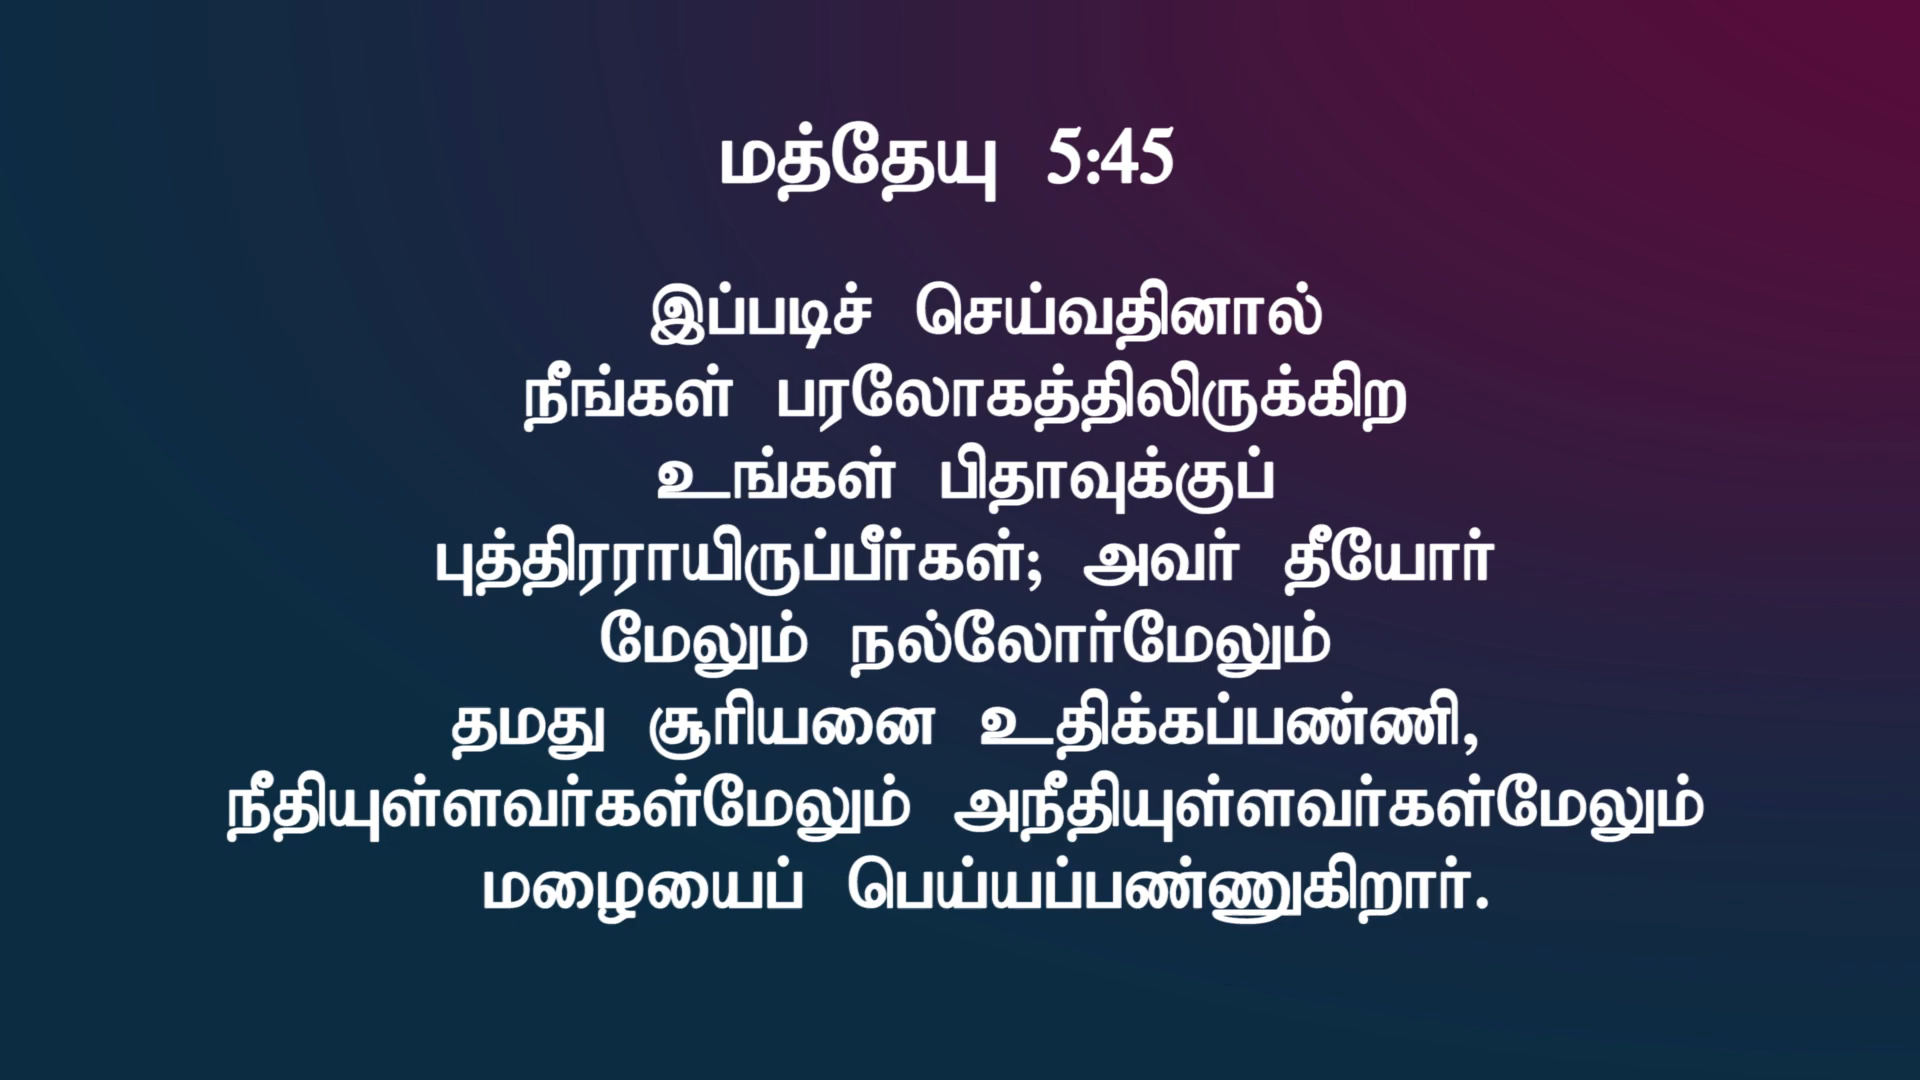 மத்தேயு 5:45
இப்படிச் செய்வதினால்
நீங்கள் பரலோகத்திலிருக்கிற
உங்கள் பிதாவுக்குப்
புத்திரராயிருப்பீர்கள்; அவர் தீயோர்
மேலும் நல்லோர்மேலும்
தமது சூரியனை உதிக்கப்பண்ணி,
நீதியுள்ளவர்கள்மேலும் அநீதியுள்ளவர்கள்மேலும்
மழையைப் பெய்யப்பண்ணுகிறார்.